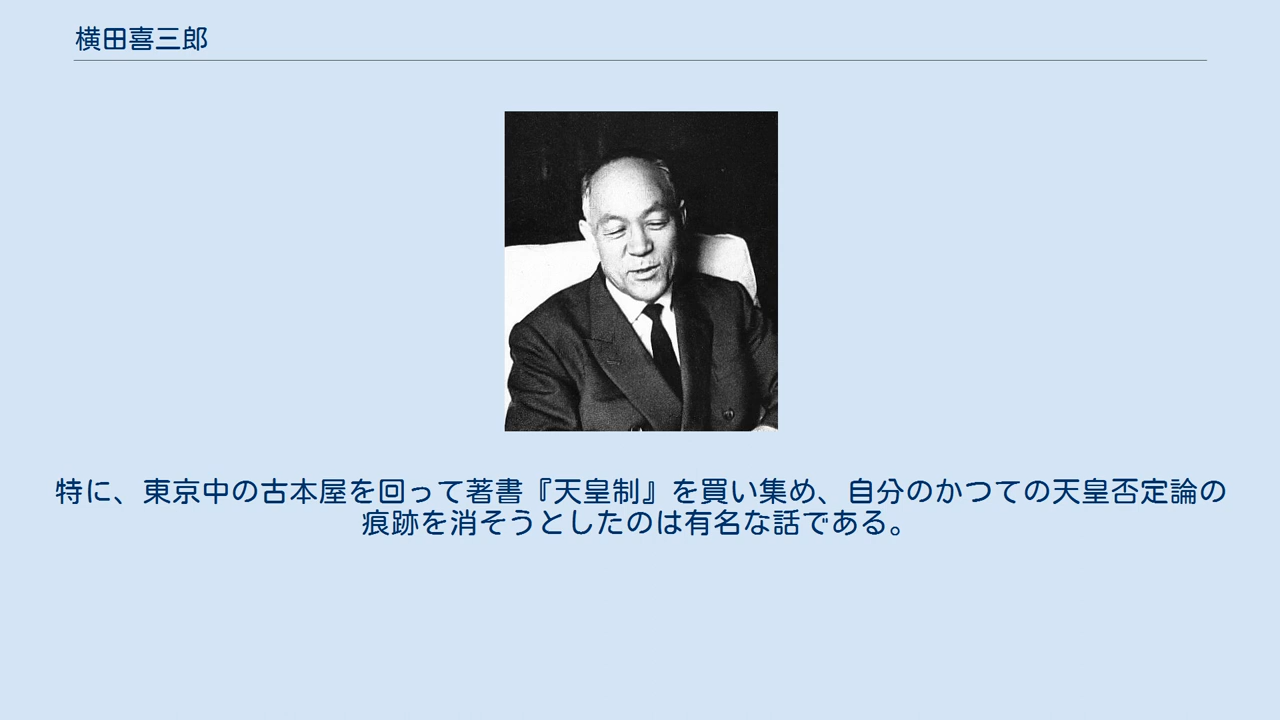 横田喜三郎
特に、東京中の古本屋を回って著書『天皇制』を買い集め、自分のかつての天皇否定論の
痕跡を消そうとしたのは有名な話である。